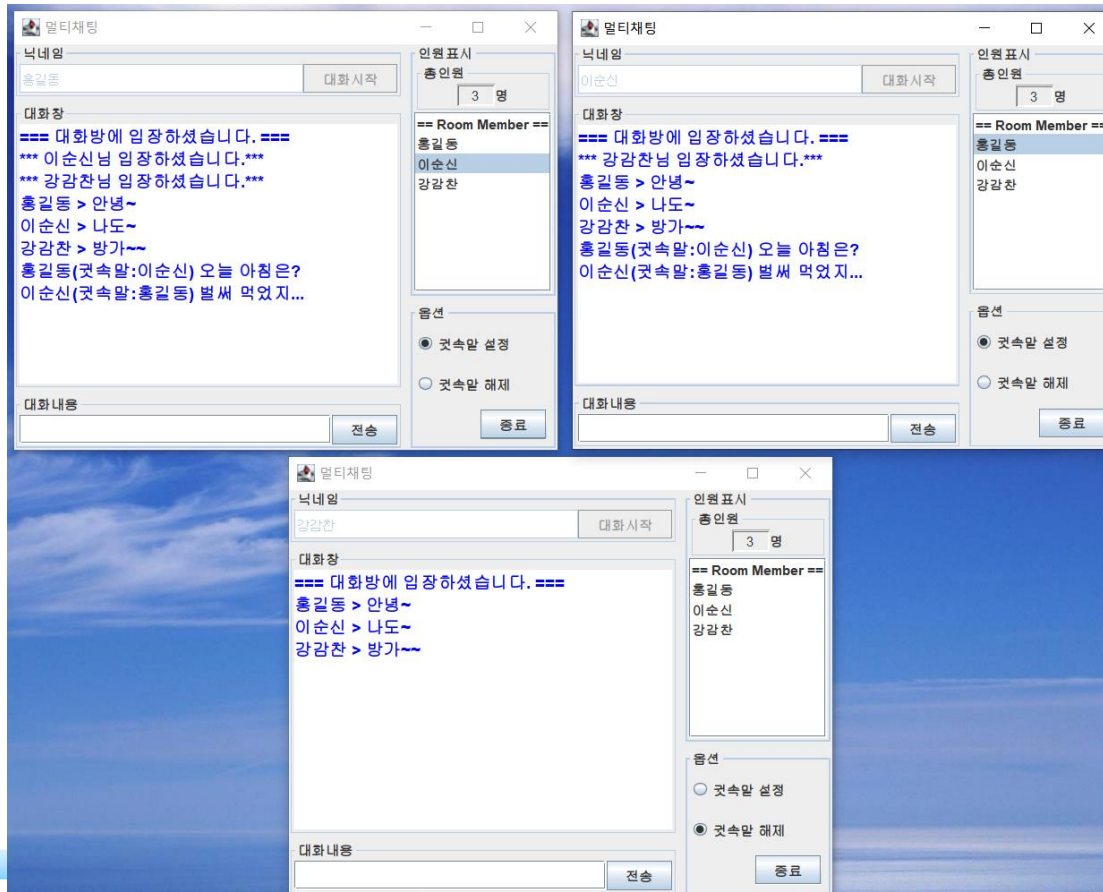 멀티채팅
닉네임
홍길동
대화시작
대화창
=== 대화방에 입장하셨습니다. ===
*** 이순신님 입장하셨습니다.***
*** 강감찬님 입장하셨습니다.***
홍길동 > 안녕~
이순신 > 나도~
강감찬 > 방가~~
홍길동(귓속말:이순신) 오늘 아침은?
이순신(귓속말:홍길동) 벌써 먹었지...
대화내용
전송
인원표시
총인원
3 명
== Room Member ==
홍길동
이순신
강감찬
옵션
귓속말 설정
귓속말 해제
종료
멀티채팅
닉네임
이순신
대화시작
대화창
=== 대화방에 입장하셨습니다. ===
*** 강감찬님 입장하셨습니다.***
홍길동 > 안녕~
이순신 > 나도~
강감찬 > 방가~~
홍길동(귓속말:이순신) 오늘 아침은?
이순신(귓속말:홍길동) 벌써 먹었지...
대화내용
전송
인원표시
총인원
3 명
== Room Member ==
홍길동
이순신
강감찬
옵션
귓속말 설정
귓속말 해제
종료
멀티채팅
닉네임
강감찬
대화시작
대화창
=== 대화방에 입장하셨습니다. ===
홍길동 > 안녕~
이순신 > 나도~
강감찬 > 방가~~
대화내용
전송
인원표시
총인원
3 명
== Room Member ==
홍길동
이순신
강감찬
옵션
귓속말 설정
귓속말 해제
종료